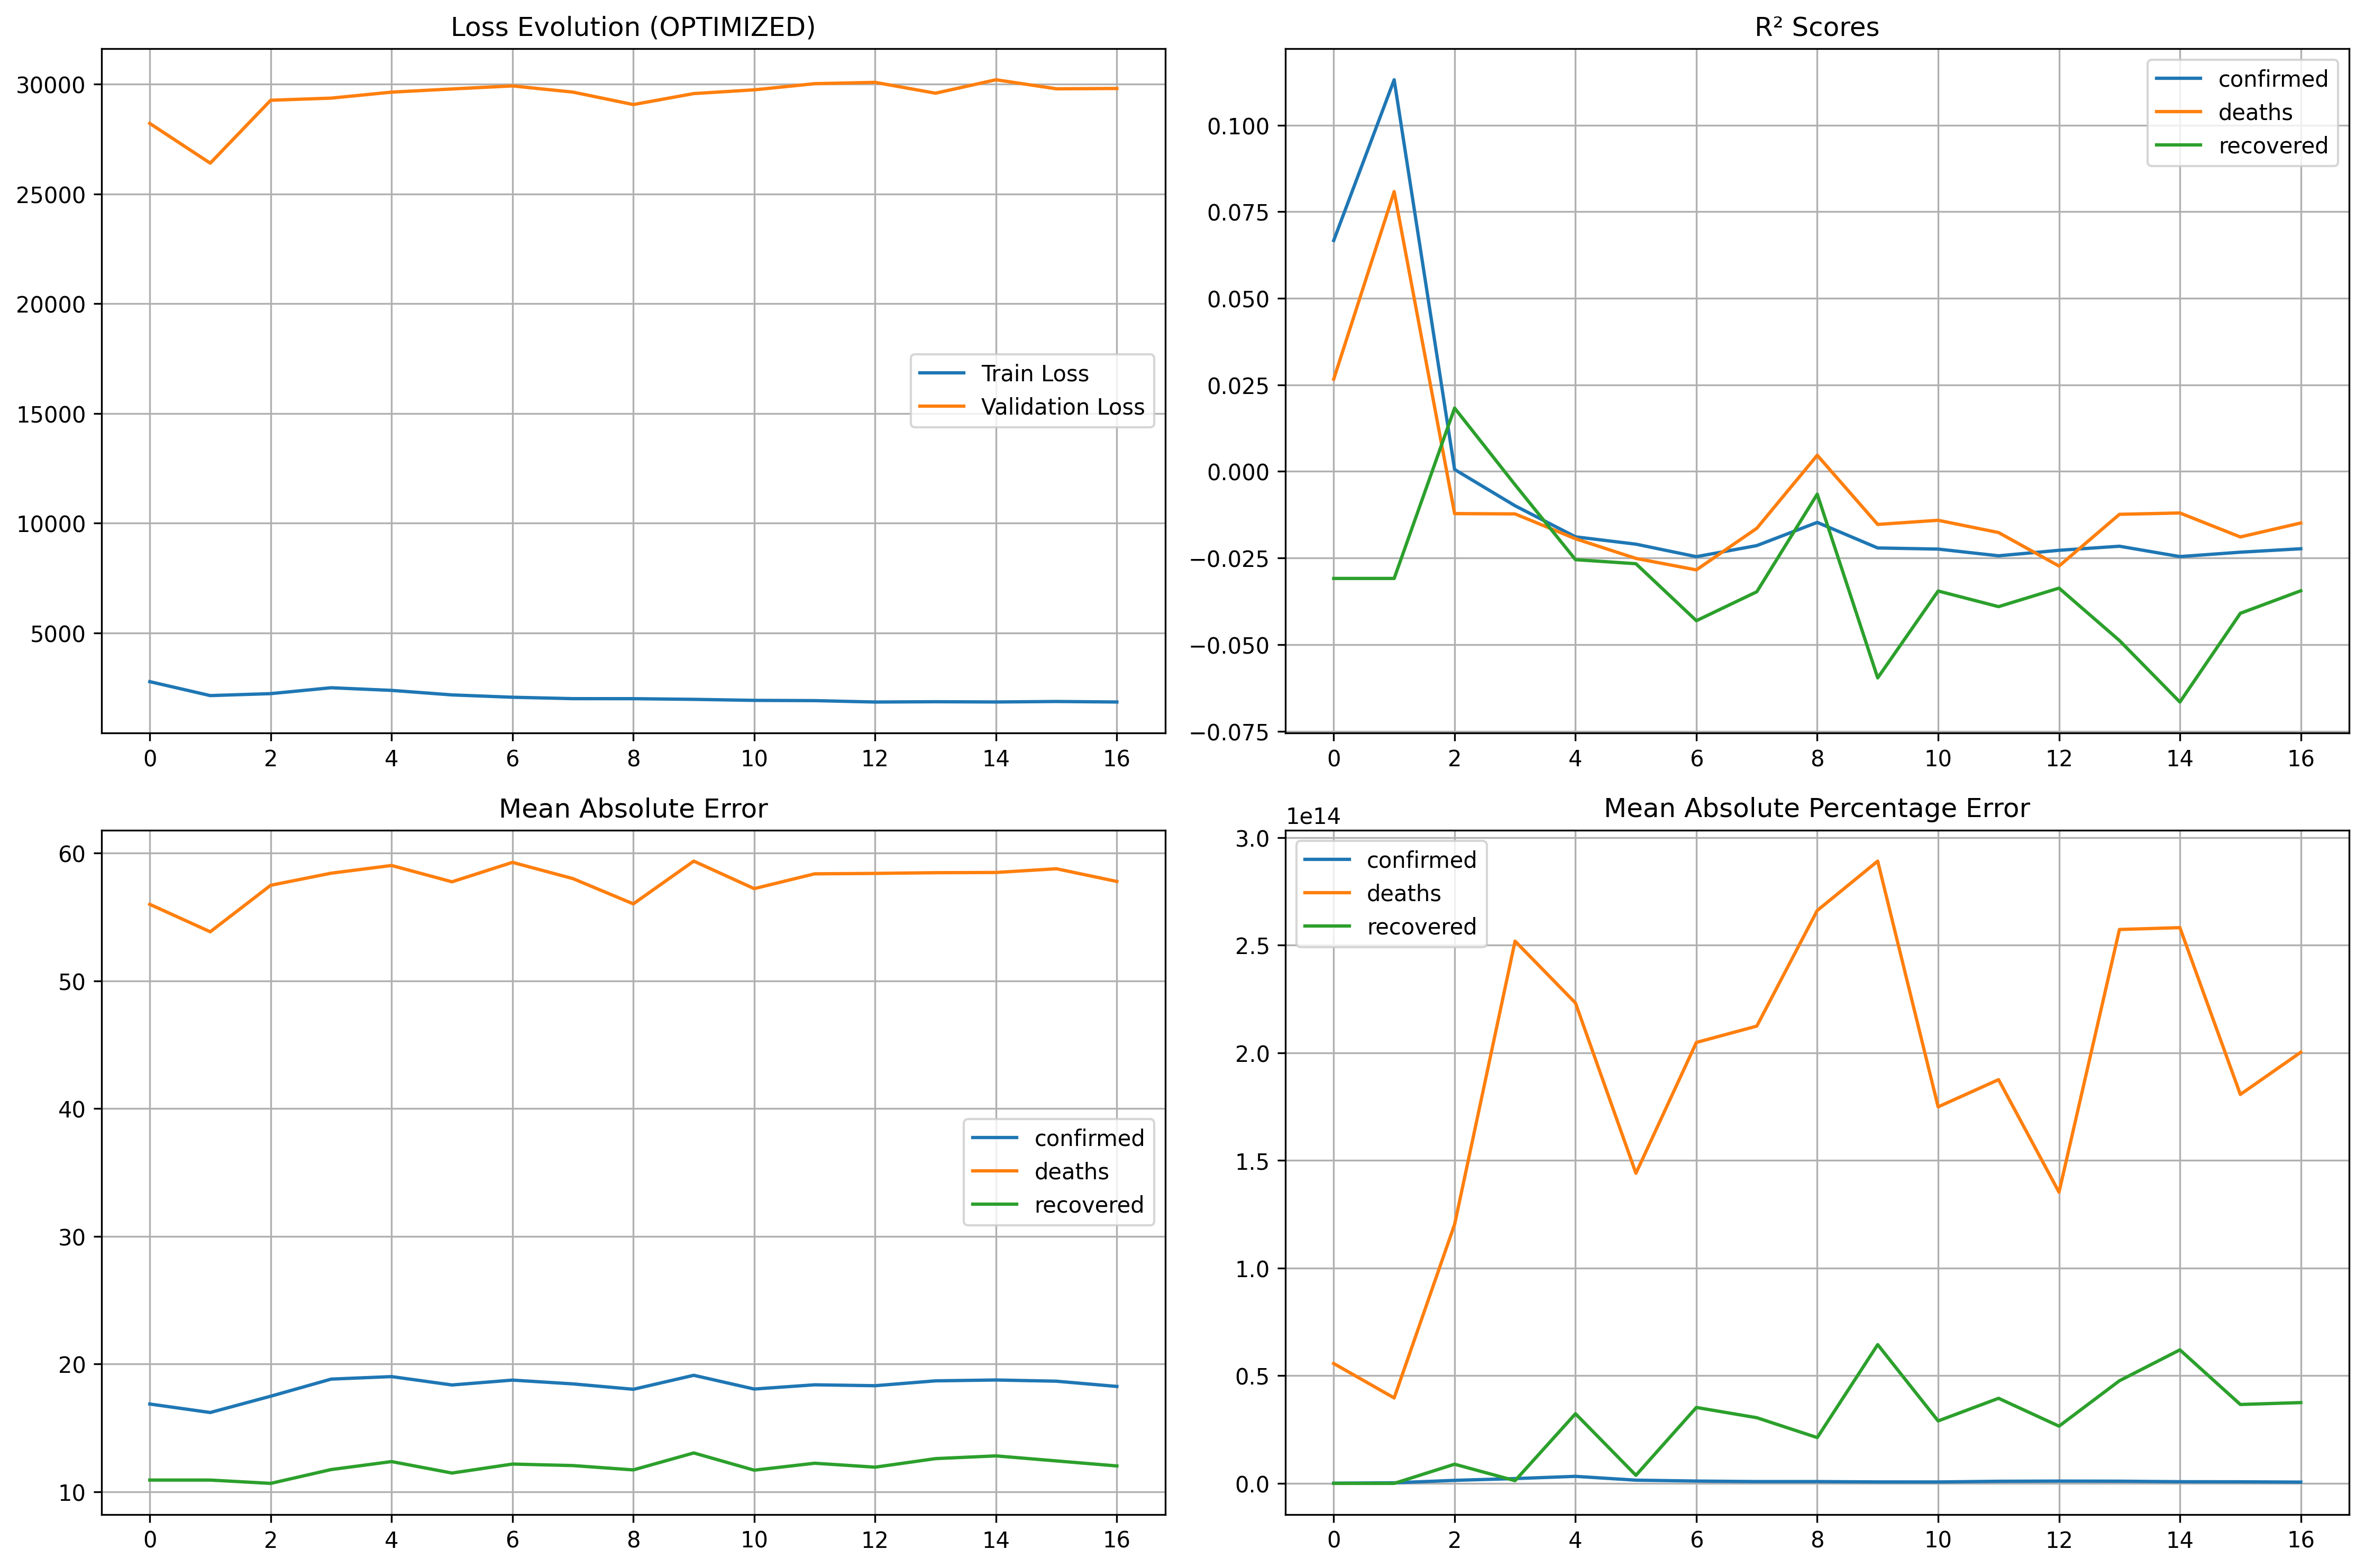 Loss Evolution (OPTIMIZED)
30000
25000
20000
15000
10000
5000
Train Loss
Validation Loss
0 2 4 6 8 10 12 14 16
R² Scores
0.100
0.075
0.050
0.025
0.000
−0.025
−0.050
−0.075
confirmed
deaths
recovered
0 2 4 6 8 10 12 14 16
Mean Absolute Error
60
50
40
30
20
10
confirmed
deaths
recovered
0 2 4 6 8 10 12 14 16
Mean Absolute Percentage Error
1e14
3.0
2.5
2.0
1.5
1.0
0.5
0.0
confirmed
deaths
recovered
0 2 4 6 8 10 12 14 16